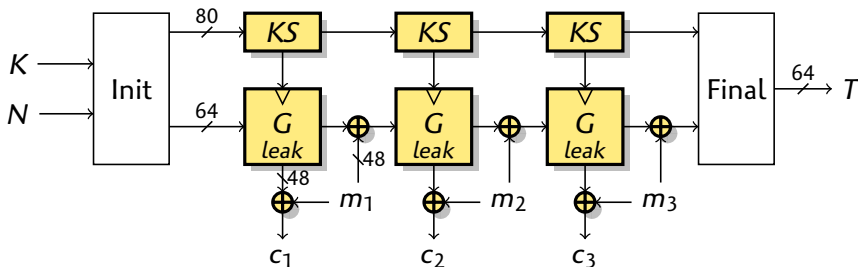 80
KS KS KS
K
N
Init
64
G
leak
G
leak
G
leak
Final
64
T
48
48
m1 m2 m3
c1 c2 c3